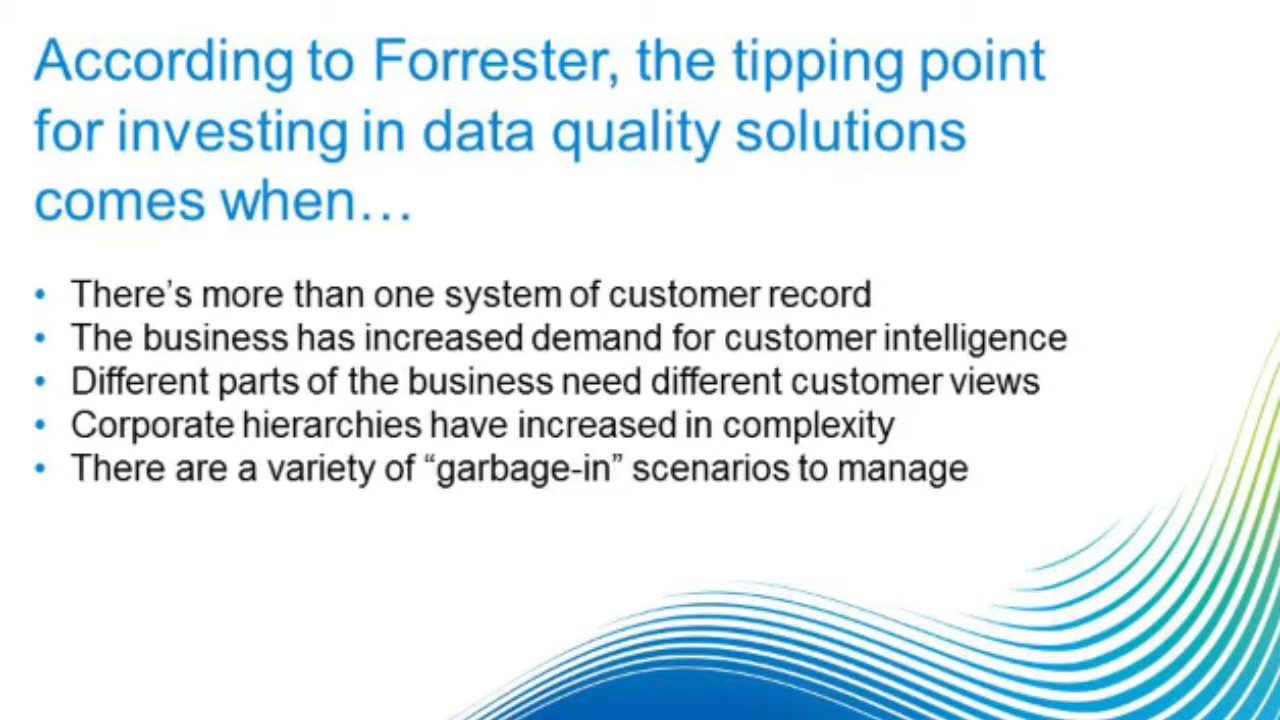 According to Forrester, the tipping point
for investing in data quality solutions
comes when…
• There’s more than one system of customer record
• The business has increased demand for customer intelligence
• Different parts of the business need different customer views
• Corporate hierarchies have increased in complexity
• There are a variety of “garbage-in” scenarios to manage